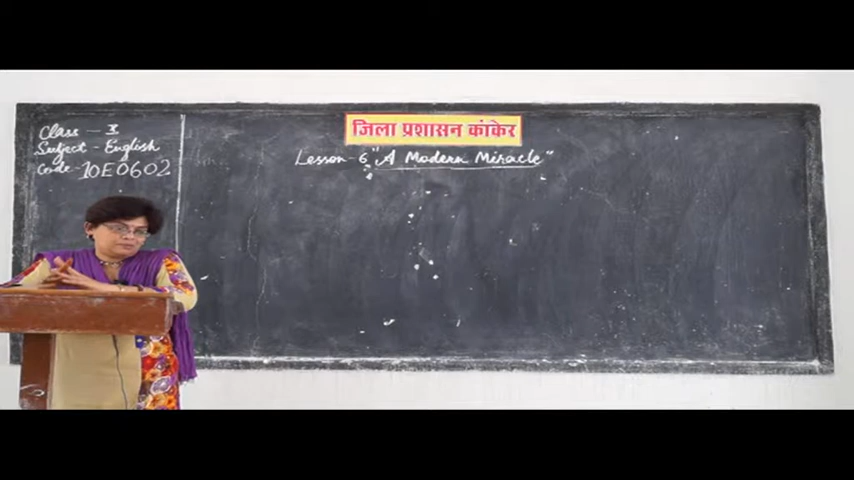 Class - X
Subject - English
Code - 10E0602
जिला प्रशासन कांकेर
Lesson - 6 "A Modern Miracle"